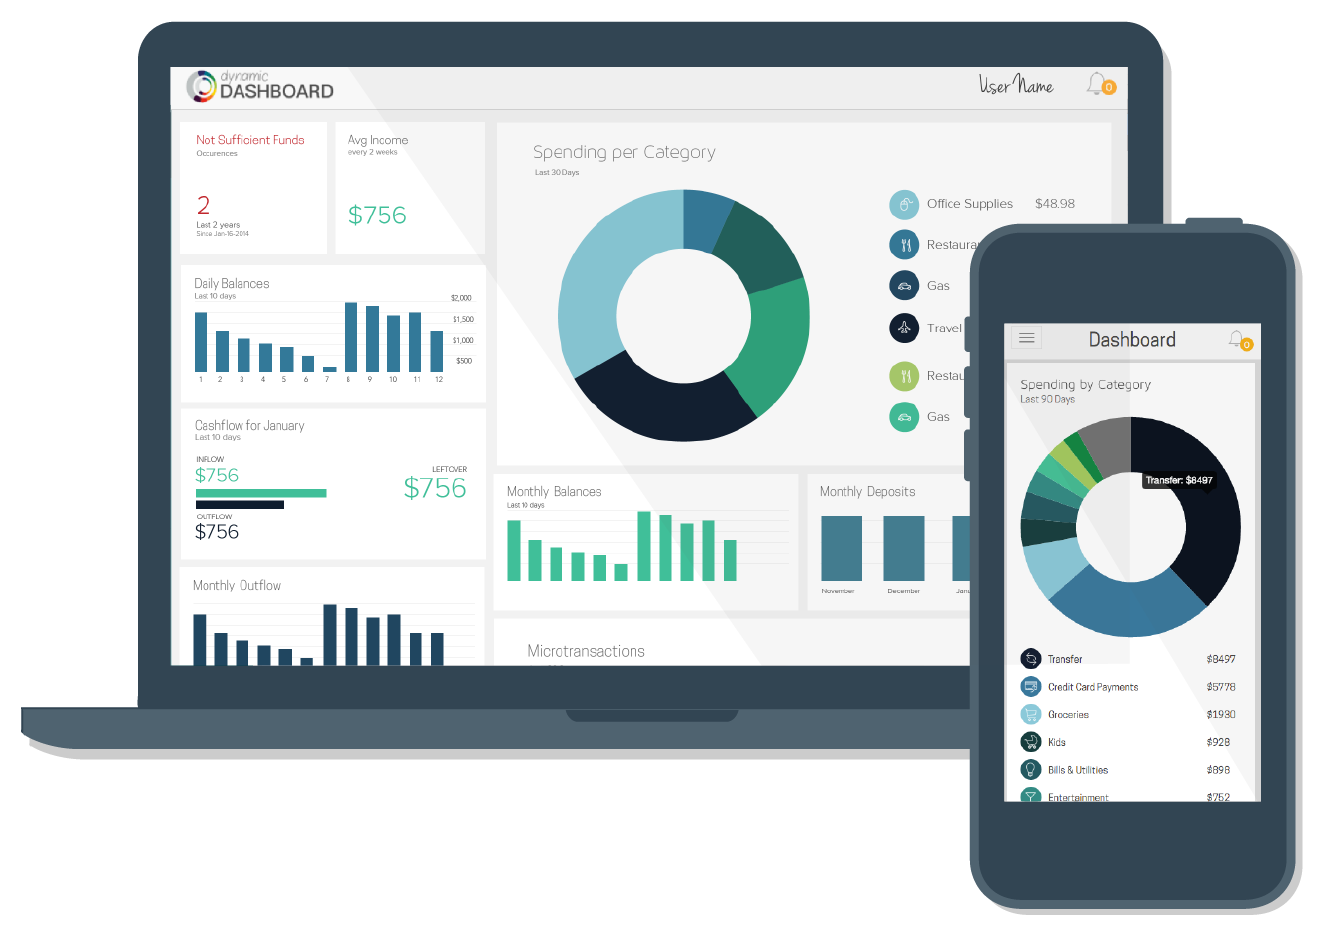 dynamic
DASHBOARD
User Name
0
Not Sufficient Funds
Occurences
2
Last 2 years
Since Jan-16-2014
Avg Income
every 2 weeks
$756
Daily Balances
Last 10 days
$2,000
$1,500
$1,000
$500
1 2 3 4 5 6 7 8 9 10 11 12
Cashflow for January
Last 10 days
INFLOW
$756
LEFTOVER
$756
OUTFLOW
$756
Monthly Outflow
Spending per Category
Last 30 Days
Office Supplies $48.98
Restaura
Gas
Travel
Restau
Gas
Monthly Balances
Last 10 days
Monthly Deposits
November December Janu
Microtransactions
Dashboard
0
Spending by Category
Last 90 Days
Transfer: $8497
Transfer $8497
Credit Card Payments $5778
Groceries $1930
Kids $928
Bills & Utilities $898
Entertainment $752